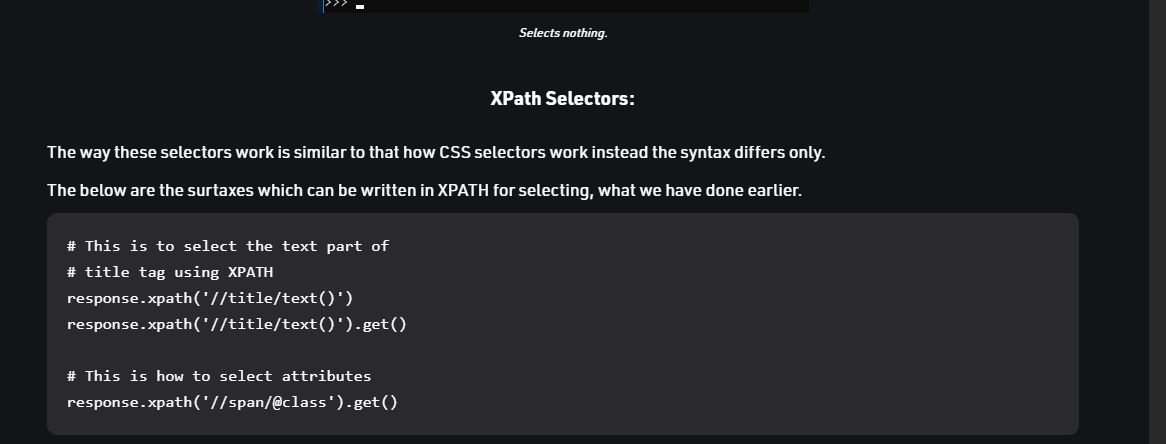 >>>
Selects nothing.
XPath Selectors:
The way these selectors work is similar to that how CSS selectors work instead the syntax differs only.
The below are the surtaxes which can be written in XPATH for selecting, what we have done earlier.
# This is to select the text part of
# title tag using XPATH
response.xpath('//title/text()')
response.xpath('//title/text()').get()
# This is how to select attributes
response.xpath('//span/@class').get()